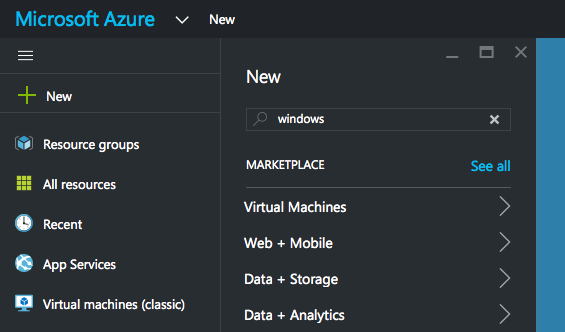 Microsoft Azure New
New
Resource groups
All resources
Recent
App Services
Virtual machines (classic)
New
windows
MARKETPLACE See all
Virtual Machines
Web + Mobile
Data + Storage
Data + Analytics